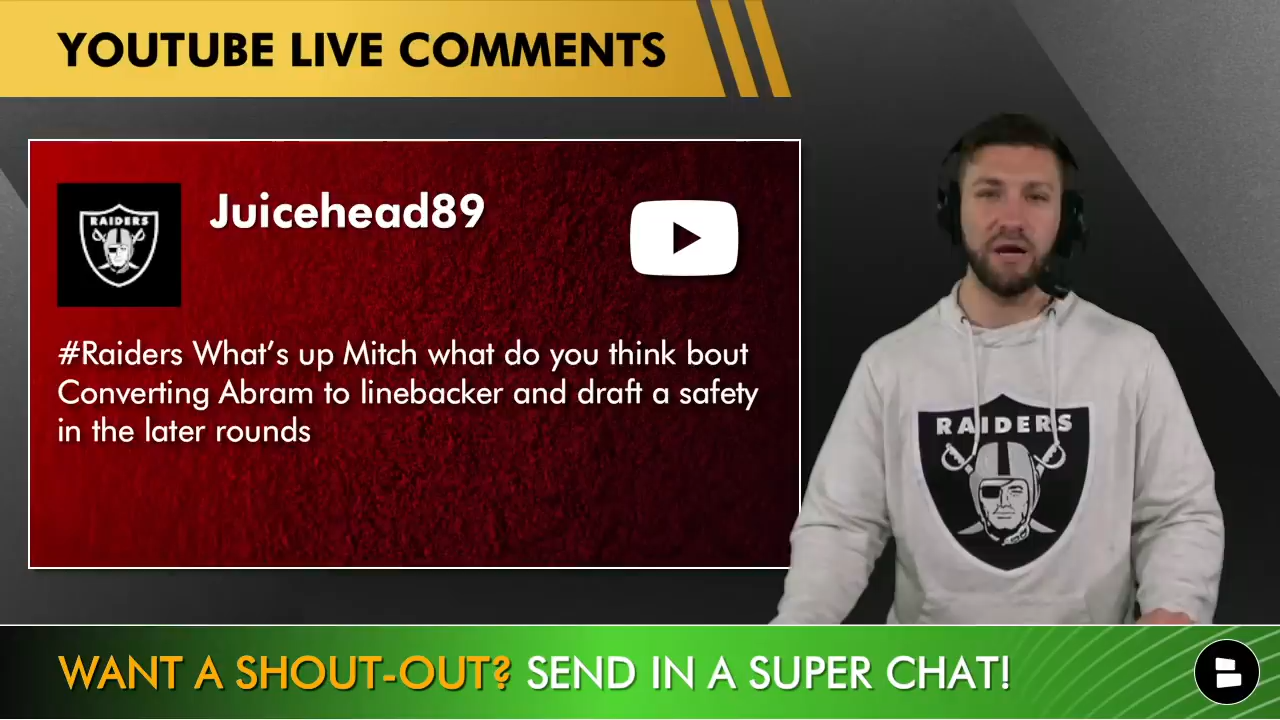 YOUTUBE LIVE COMMENTS
RAIDERS
Juicehead89
#Raiders What's up Mitch what do you think bout
Converting Abram to linebacker and draft a safety
in the later rounds
RAIDERS
WANT A SHOUT-OUT? SEND IN A SUPER CHAT!